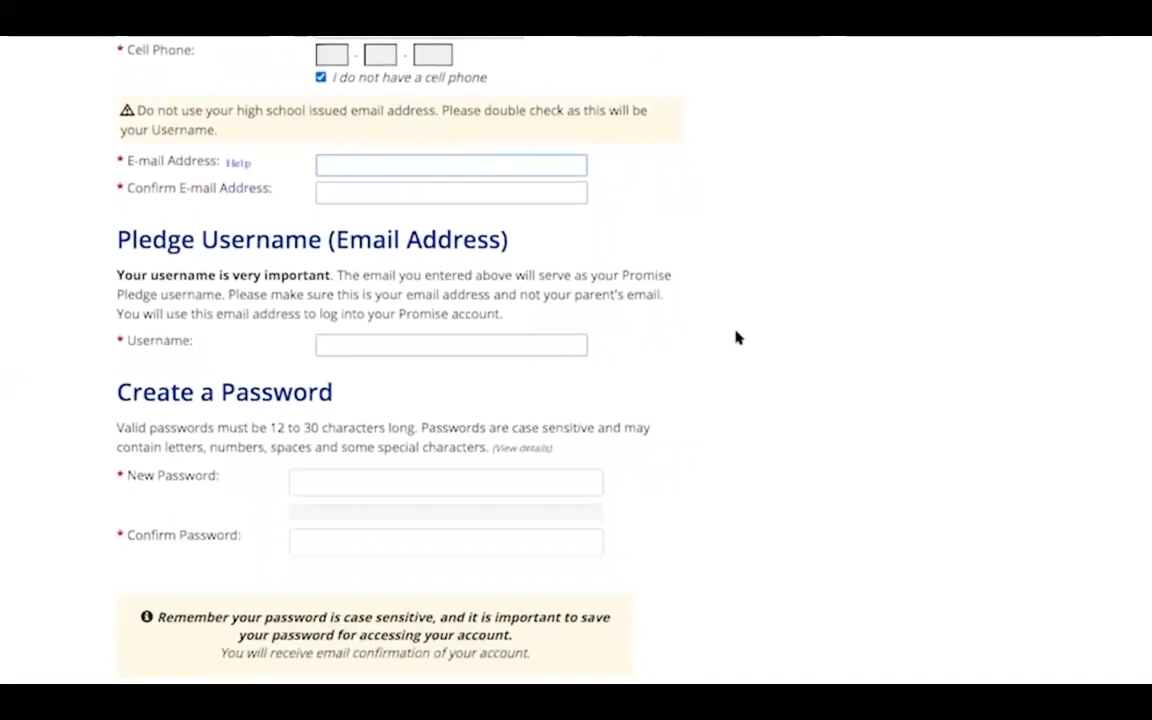 * Cell Phone:
- -
I do not have a cell phone
Do not use your high school issued email address. Please double check as this will be
your Username.
* E-mail Address: Help
* Confirm E-mail Address:
Pledge Username (Email Address)
Your username is very important. The email you entered above will serve as your Promise
Pledge username. Please make sure this is your email address and not your parent's email.
You will use this email address to log into your Promise account.
* Username:
Create a Password
Valid passwords must be 12 to 30 characters long. Passwords are case sensitive and may
contain letters, numbers, spaces and some special characters. (View details)
* New Password:
* Confirm Password:
Remember your password is case sensitive, and it is important to save
your password for accessing your account.
You will receive email confirmation of your account.